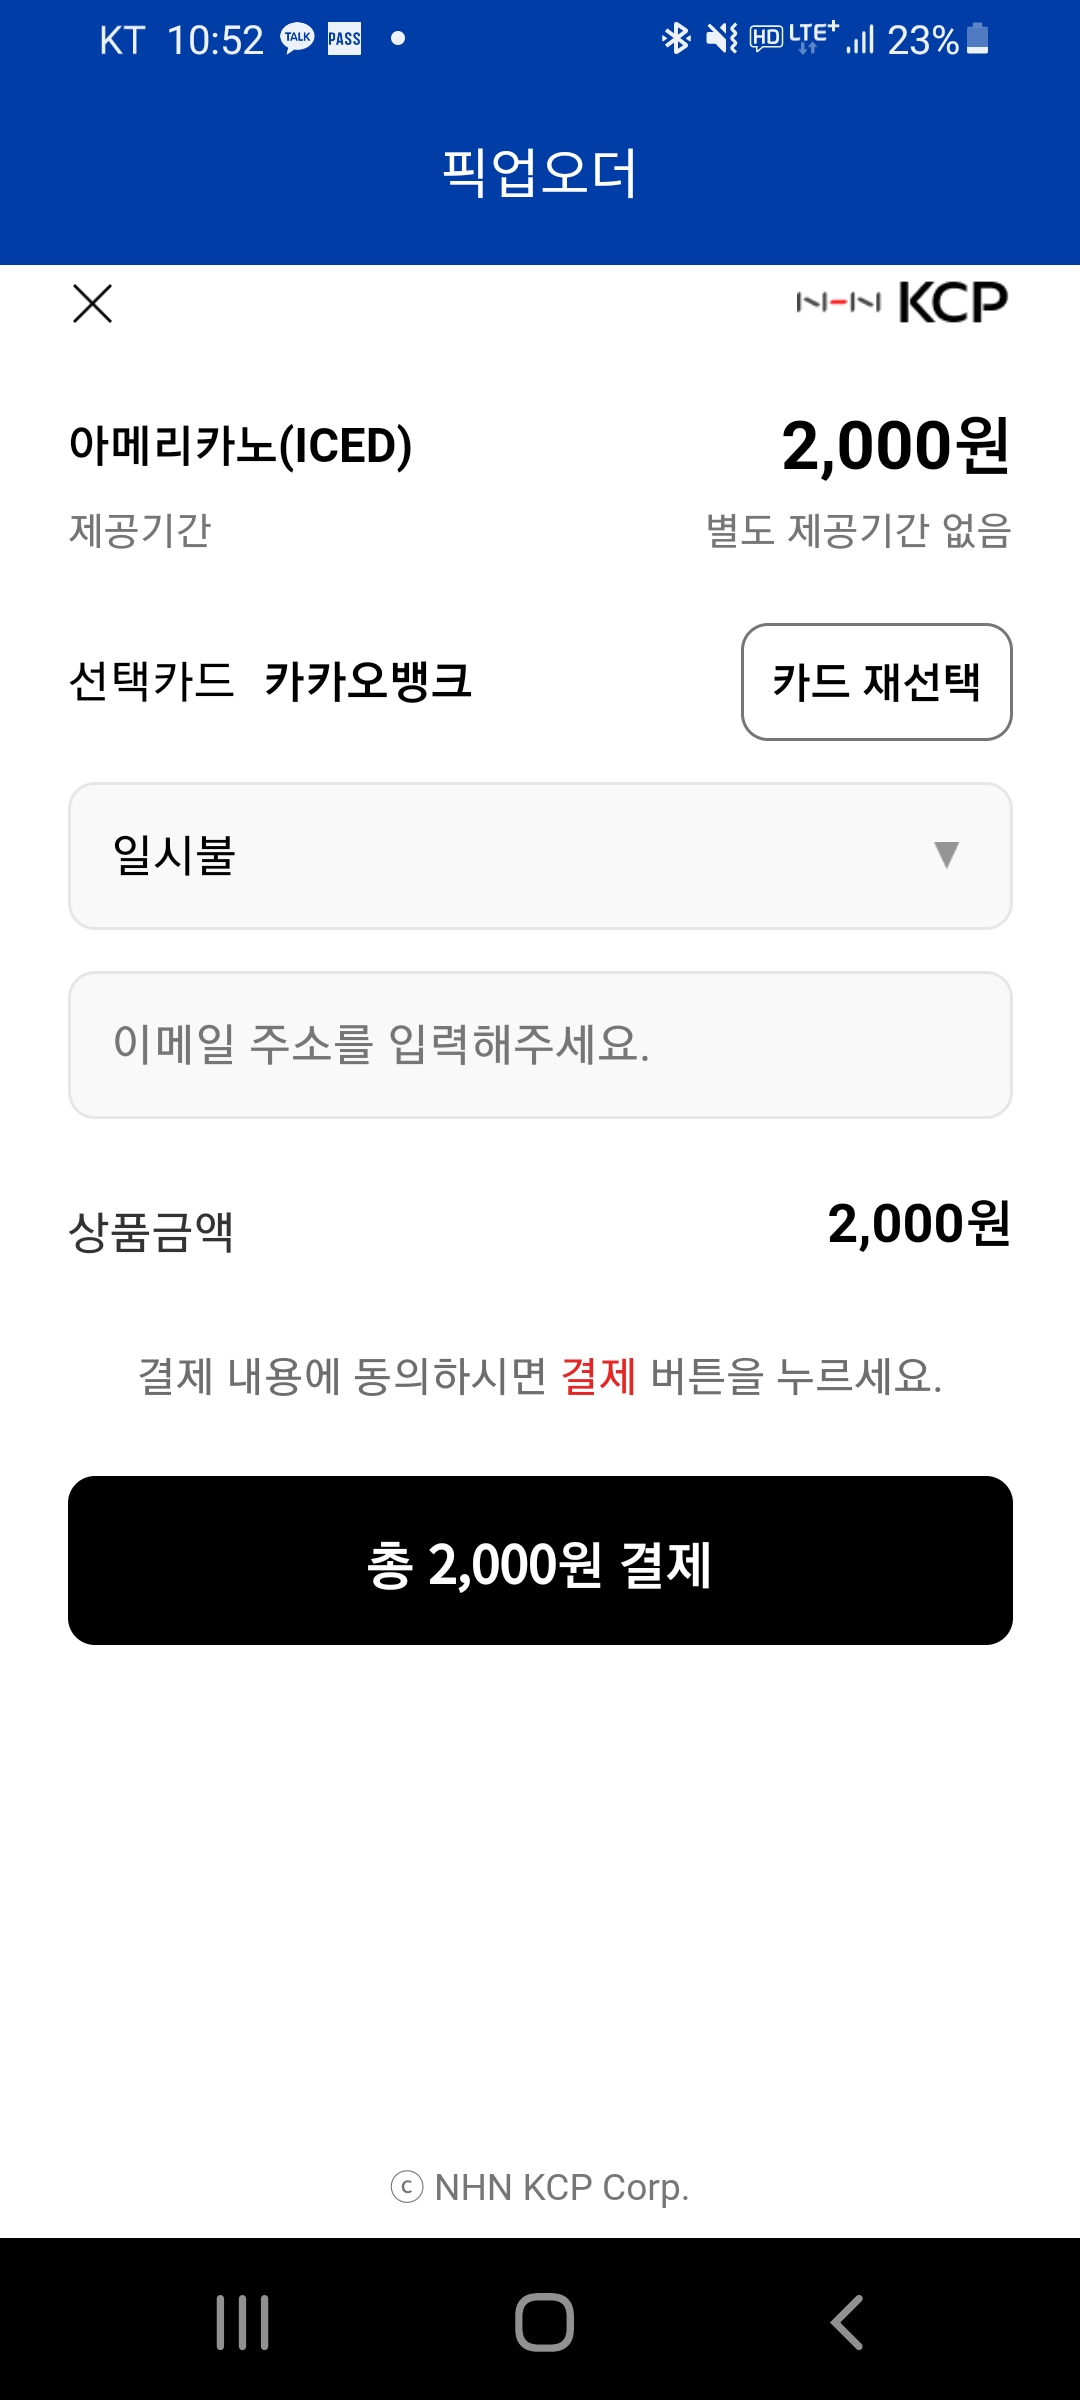 KT 10:52 TALK PASS HD LTE+ 23%
픽업오더
NHN KCP
아메리카노(ICED) 2,000원
제공기간 별도 제공기간 없음
선택카드 카카오뱅크 카드 재선택
일시불
이메일 주소를 입력해주세요.
상품금액 2,000원
결제 내용에 동의하시면 결제 버튼을 누르세요.
총 2,000원 결제
ⓒ NHN KCP Corp.